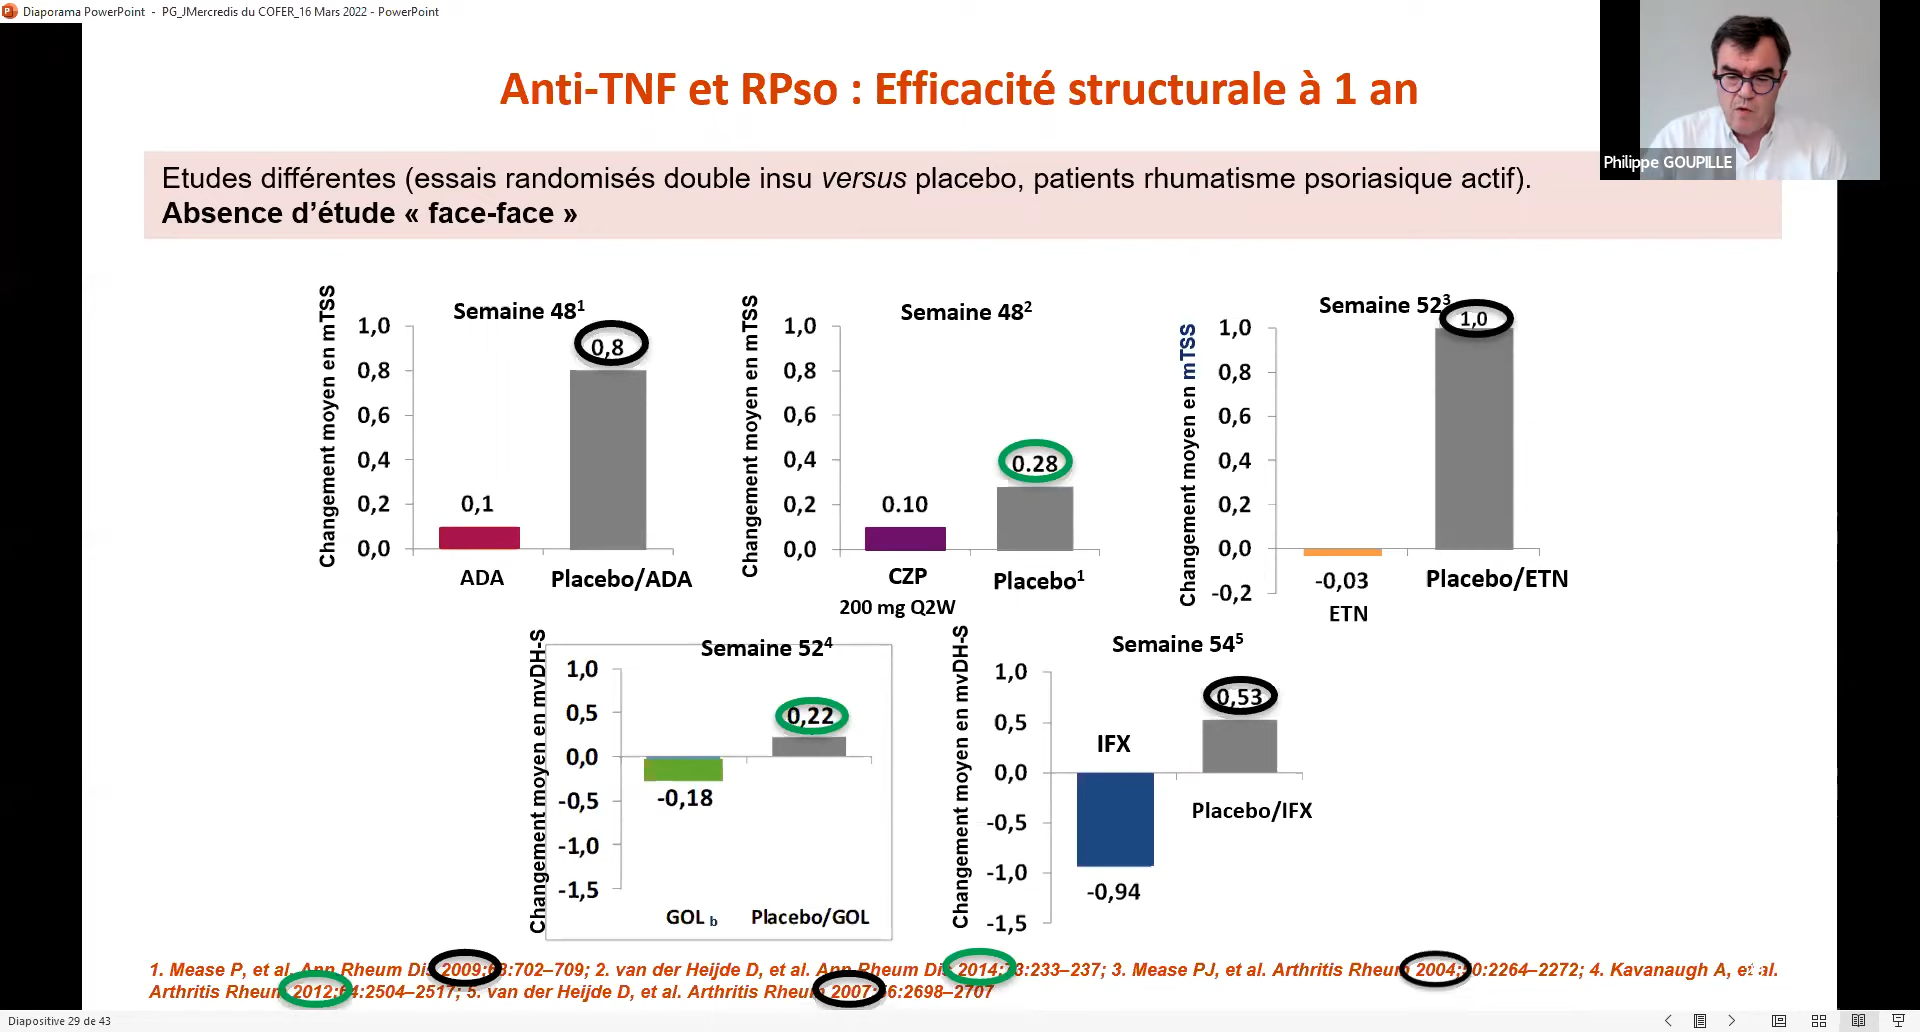 Diaporama PowerPoint - PG_JMercredis du COFER_16 Mars 2022 - PowerPoint
Anti-TNF et RPso : Efficacité structurale à 1 an
Philippe GOUPILLE
Etudes différentes (essais randomisés double insu versus placebo, patients rhumatisme psoriasique actif).
Absence d'étude « face-face »
Changement moyen en mTSS
Semaine 48¹
1,0
0,8
0,6
0,4
0,2
0,0
0,1
0,8
ADA
Placebo/ADA
Changement moyen en mTSS
Semaine 48²
1,0
0,8
0,6
0,4
0,2
0,0
0.10
0.28
CZP
200 mg Q2W
Placebo¹
Changement moyen en mTSS
Semaine 52³
1,0
0,8
0,6
0,4
0,2
0,0
-0,2
1,0
-0,03
ETN
Placebo/ETN
Changement moyen en mvDH-S
Semaine 52⁴
1,0
0,5
0,0
-0,5
-1,0
-1,5
0,22
-0,18
GOL b
Placebo/GOL
Changement moyen en mvDH-S
Semaine 54⁵
1,0
0,5
0,0
-0,5
-1,0
-1,5
IFX
0,53
-0,94
Placebo/IFX
1. Mease P, et al. Ann Rheum Dis 2009;68:702–709; 2. van der Heijde D, et al. Ann Rheum Dis 2014;73:233–237; 3. Mease PJ, et al. Arthritis Rheum 2004;50:2264–2272; 4. Kavanaugh A, et al.
Arthritis Rheum 2012;64:2504–2517; 5. van der Heijde D, et al. Arthritis Rheum 2007;56:2698–2707
Diapositive 29 de 43